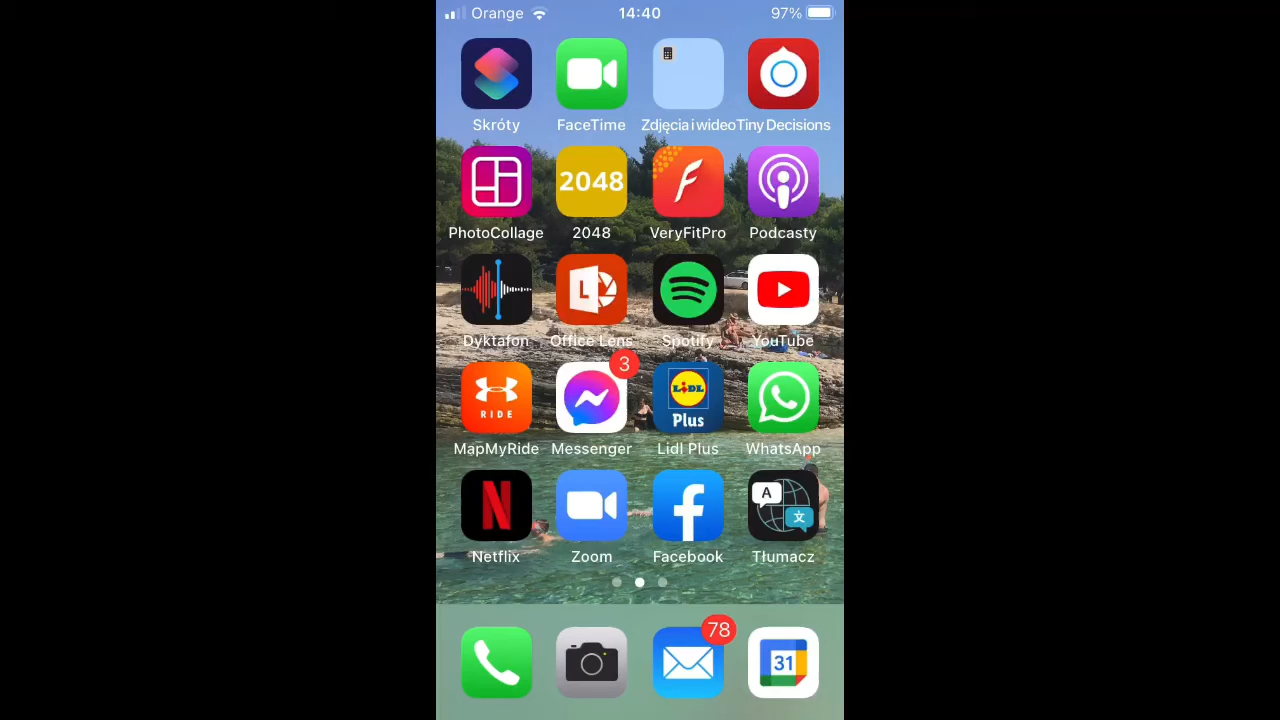 Orange 14:40 97%
Skróty FaceTime Zdjęcia i wideo Tiny Decisions
2048
PhotoCollage 2048 VeryFitPro Podcasty
L
Dyktafon Office Lens Spotify YouTube
3
RIDE LIDL Plus
MapMyRide Messenger Lidl Plus WhatsApp
N f A 文
Netflix Zoom Facebook Tłumacz
78
31